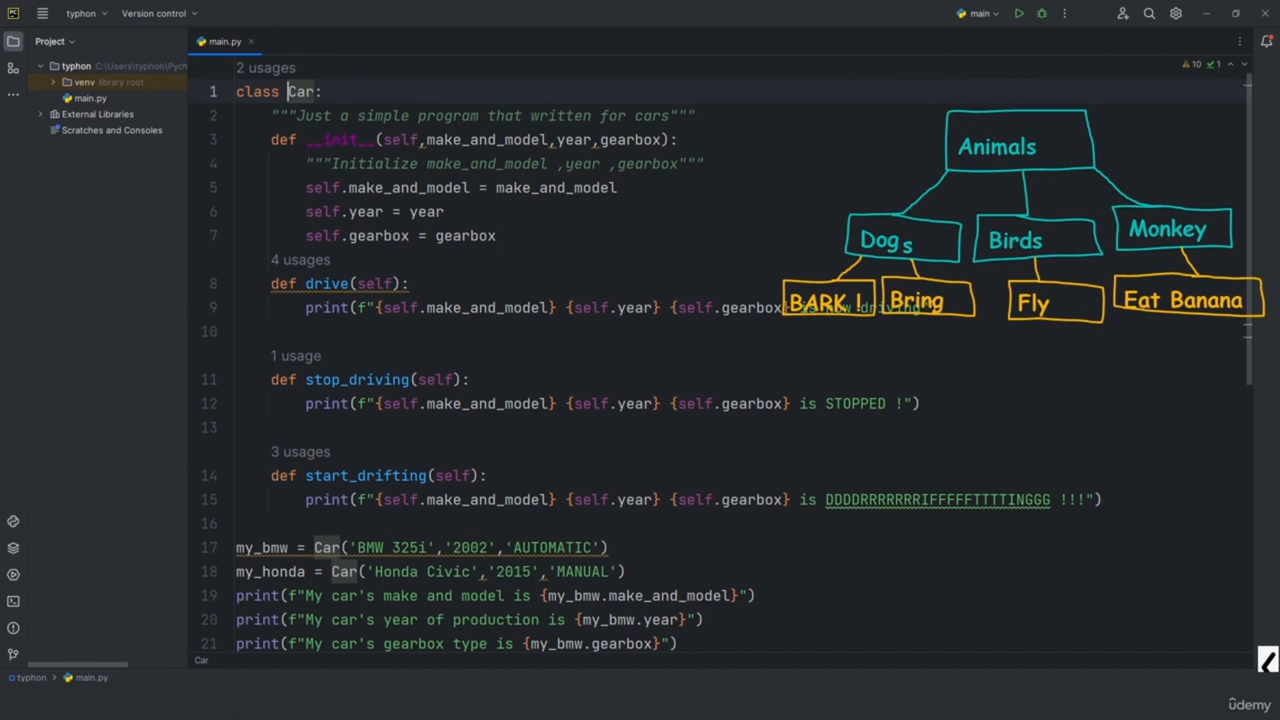 typhon
Version control
main
Project
main.py
typhon C:\Users\typhon\Pych
venv library root
main.py
External Libraries
Scratches and Consoles
10 1
2 usages
1 class Car:
2 """Just a simple program that written for cars"""
3 def __init__(self,make_and_model,year,gearbox):
4 """Initialize make_and_model ,year ,gearbox"""
5 self.make_and_model = make_and_model
6 self.year = year
7 self.gearbox = gearbox
4 usages
8 def drive(self):
9 print(f"{self.make_and_model} {self.year} {self.gearbox} is now driving"
10
1 usage
11 def stop_driving(self):
12 print(f"{self.make_and_model} {self.year} {self.gearbox} is STOPPED !")
13
3 usages
14 def start_drifting(self):
15 print(f"{self.make_and_model} {self.year} {self.gearbox} is DDDDRRRRRRRIFFFFFTTTTINGGG !!!")
16
17 my_bmw = Car('BMW 325i','2002','AUTOMATIC')
18 my_honda = Car('Honda Civic','2015','MANUAL')
19 print(f"My car's make and model is {my_bmw.make_and_model}")
20 print(f"My car's year of production is {my_bmw.year}")
21 print(f"My car's gearbox type is {my_bmw.gearbox}")
Animals
Dogs
Birds
Monkey
BARK !
Bring
Fly
Eat Banana
Car
typhon > main.py
udemy